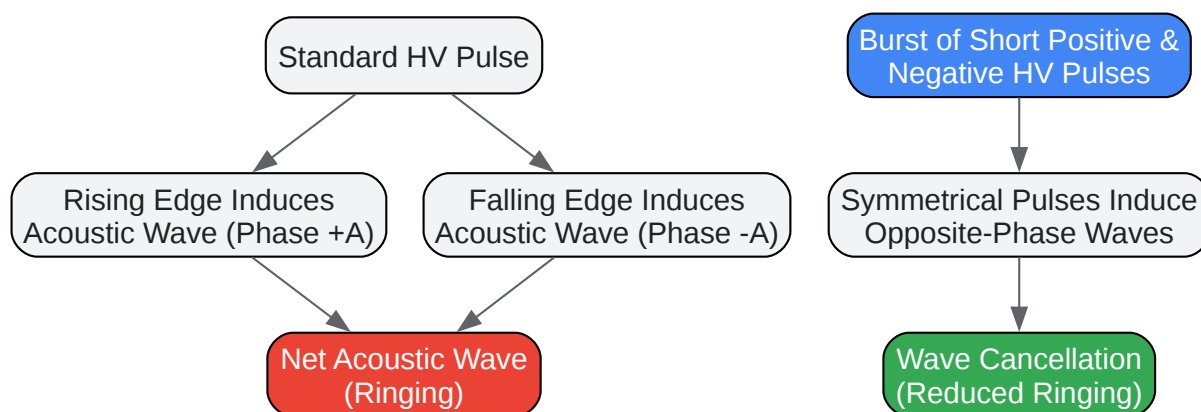 Standard HV Pulse
Burst of Short Positive &
Negative HV Pulses
Rising Edge Induces
Acoustic Wave (Phase +A)
Falling Edge Induces
Acoustic Wave (Phase -A)
Symmetrical Pulses Induce
Opposite-Phase Waves
Net Acoustic Wave
(Ringing)
Wave Cancellation
(Reduced Ringing)